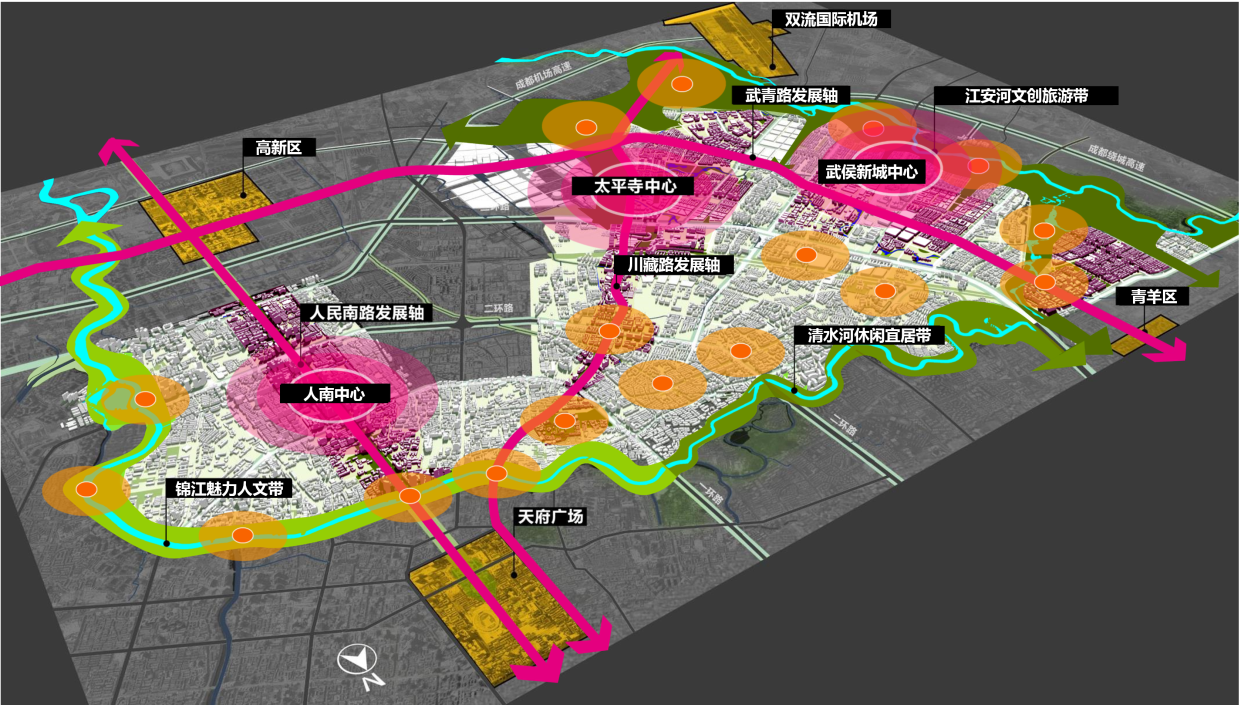 双流国际机场
成都机场高速
武青路发展轴
江安河文创旅游带
高新区
成都绕城高速
武侯新城中心
太平寺中心
川藏路发展轴
青羊区
人民南路发展轴
二环路
清水河休闲宜居带
人南中心
二环路
锦江魅力人文带
一环路
天府广场
N